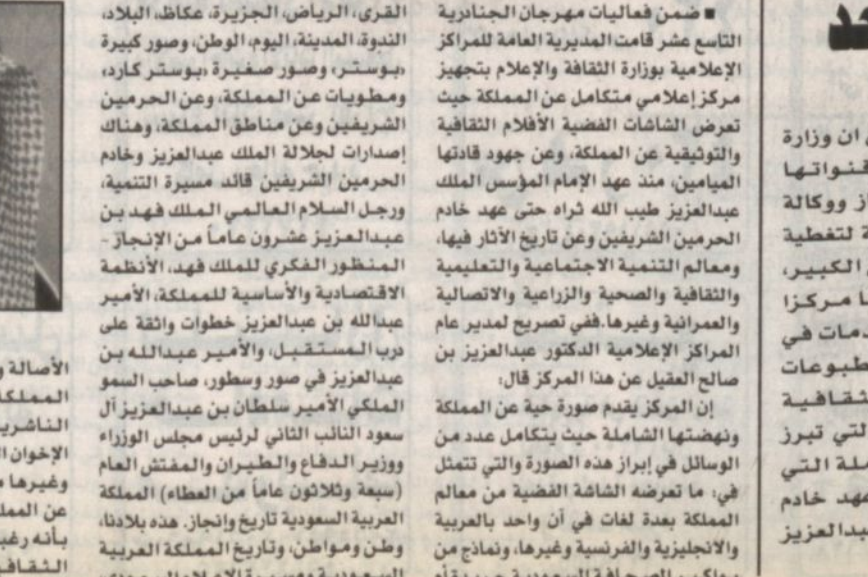 ان وزارة
قنواتها
ووكالة
لتغطية
الكبير،
مركزا
دمات في
طبوعات
ثقافية
لتي تبرز
ملة التي
عهد خادم
بدالعزيز
■ ضمن فعاليات مهرجان الجنادرية
التاسع عشر قامت المديرية العامة للمراكز
الإعلامية بوزارة الثقافة والإعلام بتجهيز
مركز إعلامي متكامل عن المملكة حيث
تعرض الشاشات الفضية الأفلام الثقافية
والتوثيقية عن المملكة، وعن جهود قادتها
الميامين، منذ عهد الإمام المؤسس الملك
عبدالعزيز طيب الله ثراه حتى عهد خادم
الحرمين الشريفين وعن تاريخ الآثار فيها،
ومعالم التنمية الاجتماعية والتعليمية
والثقافية والصحية والزراعية والاتصالية
والعمرانية وغيرها. ففي تصريح لمدير عام
المراكز الإعلامية الدكتور عبدالعزيز بن
صالح العقيل عن هذا المركز قال:
إن المركز يقدم صورة حية عن المملكة
ونهضتها الشاملة حيث يتكامل عدد من
الوسائل في إبراز هذه الصورة والتي تتمثل
في: ما تعرضه الشاشة الفضية من معالم
المملكة بعدة لغات في آن واحد بالعربية
والانجليزية والفرنسية وغيرها، ونماذج من
القرى، الرياض، الجزيرة، عكاظ، البلاد،
الندوة، المدينة، اليوم، الوطن، وصور كبيرة
«بوستر» وصور صغيرة «بوستر كارد»،
ومطويات عن المملكة، وعن الحرمين
الشريفين وعن مناطق المملكة، وهناك
إصدارات لجلالة الملك عبدالعزيز وخادم
الحرمين الشريفين قائد مسيرة التنمية،
ورجل السلام العالمي الملك فهد بن
عبدالعزيز عشرون عاماً من الإنجاز -
المنظور الفكري للملك فهد، الأنظمة
الاقتصادية والأساسية للمملكة، الأمير
عبدالله بن عبدالعزيز خطوات واثقة على
درب المستقبل، والأمير عبدالله بن
عبدالعزيز في صور وسطور، صاحب السمو
الملكي الأمير سلطان بن عبدالعزيز آل
سعود النائب الثاني لرئيس مجلس الوزراء
ووزير الدفاع والطيران والمفتش العام
(سبعة وثلاثون عاماً من العطاء) المملكة
العربية السعودية تاريخ وإنجاز. هذه بلادنا،
وطن ومواطن، وتاريخ المملكة العربية
الأصالة و
المملكة
الناشري
الإخوان ال
وغيرها
عن الممل
بأنه رغب
الثقاف